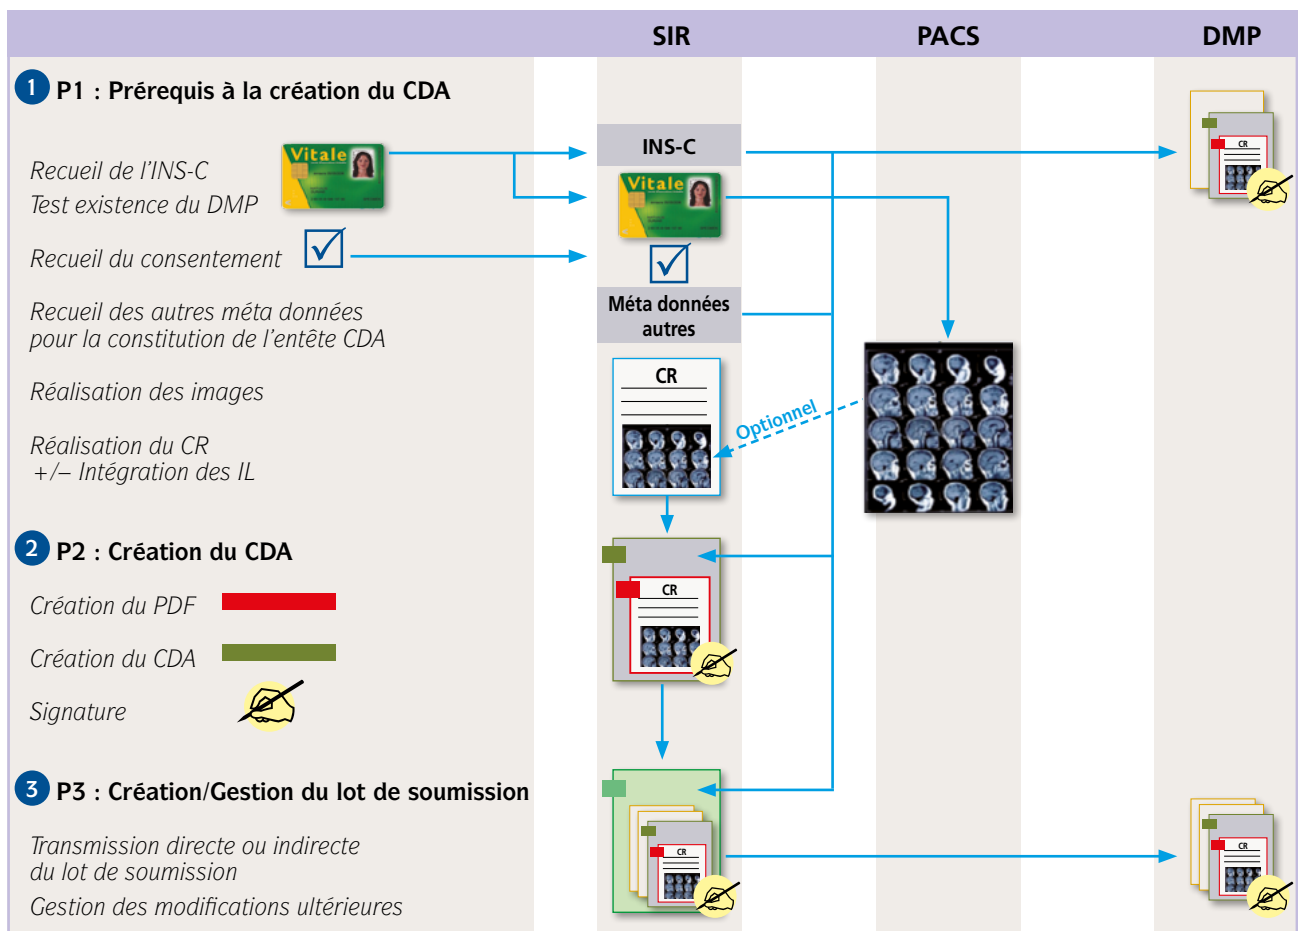 SIR PACS DMP
1 P1 : Prérequis à la création du CDA
Recueil de l'INS-C
Test existence du DMP
Vitale
INS-C
Vitale
CR
Recueil du consentement
Recueil des autres méta données
pour la constitution de l'entête CDA
Méta données
autres
Réalisation des images
CR
Optionnel
Réalisation du CR
+/– Intégration des IL
2 P2 : Création du CDA
Création du PDF
CR
Création du CDA
Signature
3 P3 : Création/Gestion du lot de soumission
Transmission directe ou indirecte
du lot de soumission
Gestion des modifications ultérieures
CR
CR